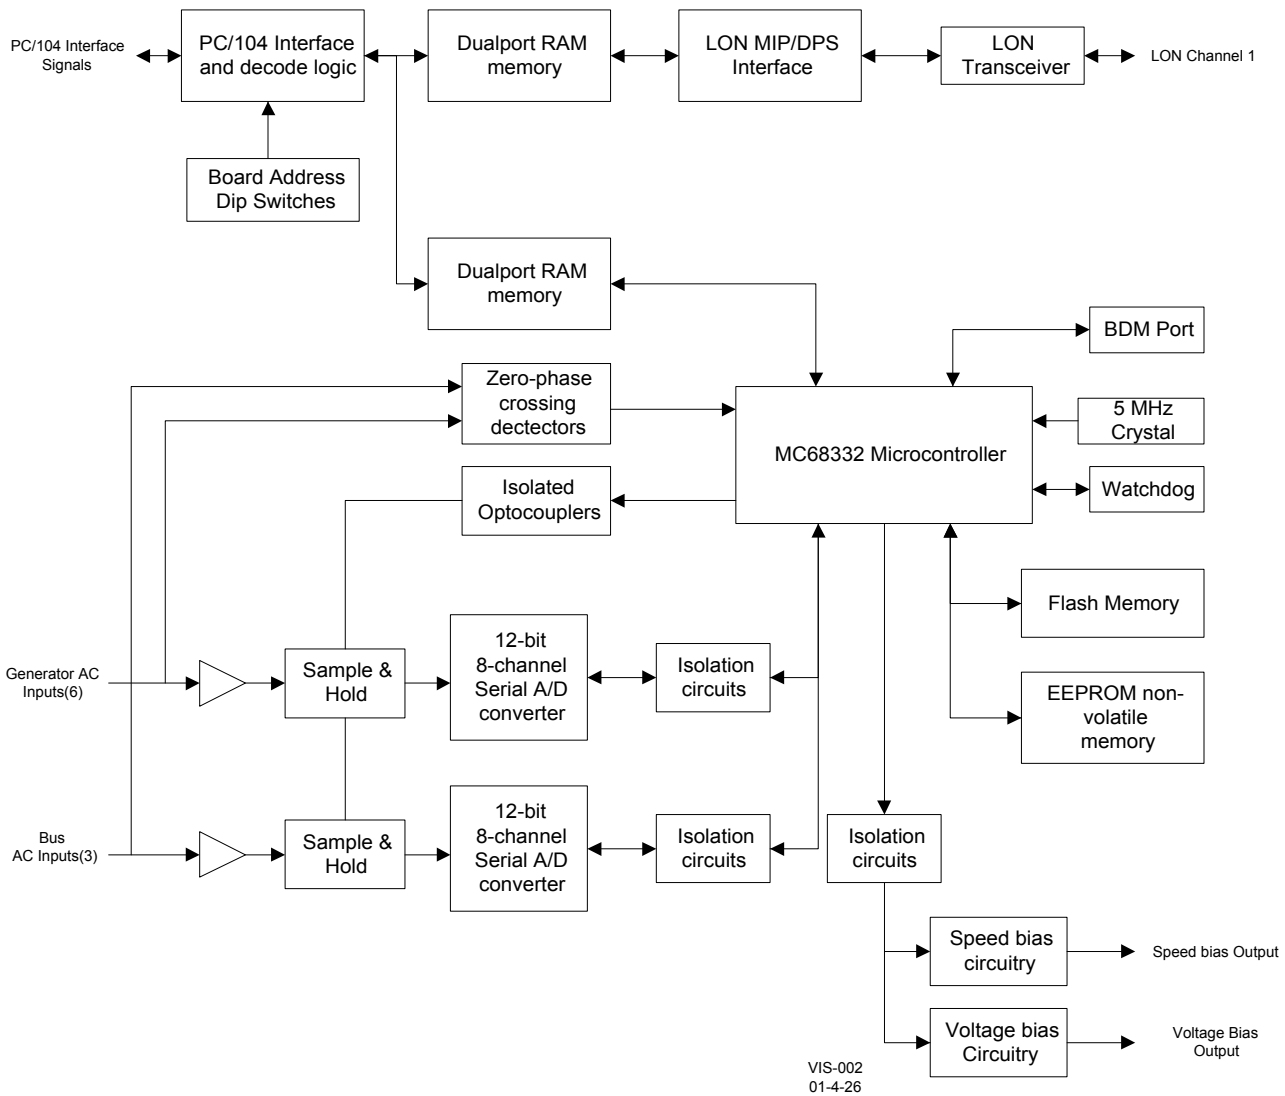 PC/104 Interface
Signals
PC/104 Interface
and decode logic
Dualport RAM
memory
LON MIP/DPS
Interface
LON
Transceiver
LON Channel 1
Board Address
Dip Switches
Dualport RAM
memory
BDM Port
Zero-phase
crossing
dectectors
5 MHz
Crystal
MC68332 Microcontroller
Isolated
Optocouplers
Watchdog
Flash Memory
Generator AC
Inputs(6)
Sample &
Hold
12-bit
8-channel
Serial A/D
converter
Isolation
circuits
EEPROM non-
volatile
memory
Bus
AC Inputs(3)
Sample &
Hold
12-bit
8-channel
Serial A/D
converter
Isolation
circuits
Isolation
circuits
Speed bias
circuitry
Speed bias Output
Voltage bias
Circuitry
Voltage Bias
Output
VIS-002
01-4-26